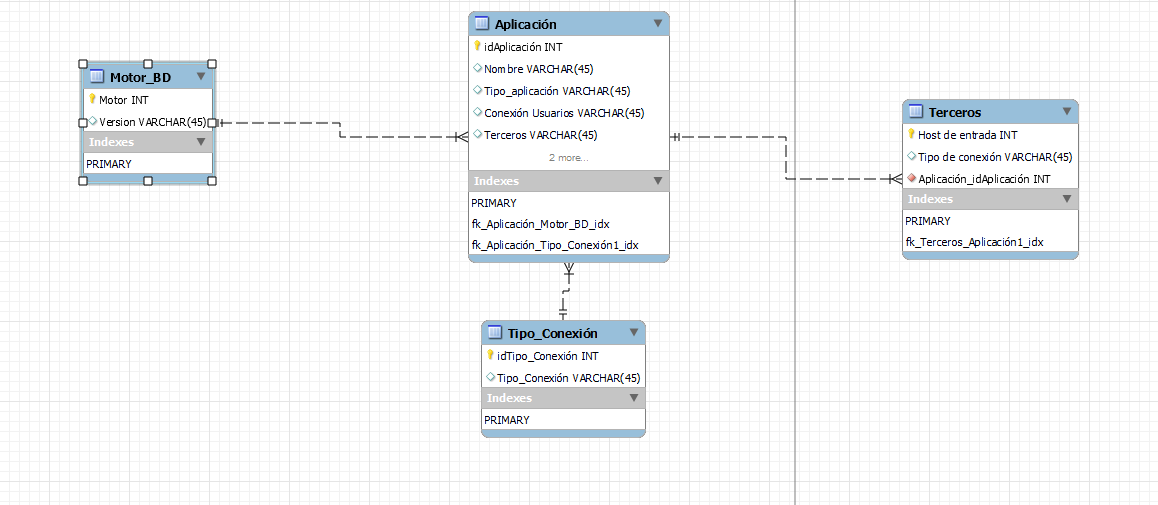 Motor_BD
Motor INT
Version VARCHAR(45)
Indexes
PRIMARY
Aplicación
idAplicación INT
Nombre VARCHAR(45)
Tipo_aplicación VARCHAR(45)
Conexión Usuarios VARCHAR(45)
Terceros VARCHAR(45)
2 more...
Indexes
PRIMARY
fk_Aplicación_Motor_BD_idx
fk_Aplicación_Tipo_Conexión1_idx
Terceros
Host de entrada INT
Tipo de conexión VARCHAR(45)
Aplicación_idAplicación INT
Indexes
PRIMARY
fk_Terceros_Aplicación1_idx
Tipo_Conexión
idTipo_Conexión INT
Tipo_Conexión VARCHAR(45)
Indexes
PRIMARY